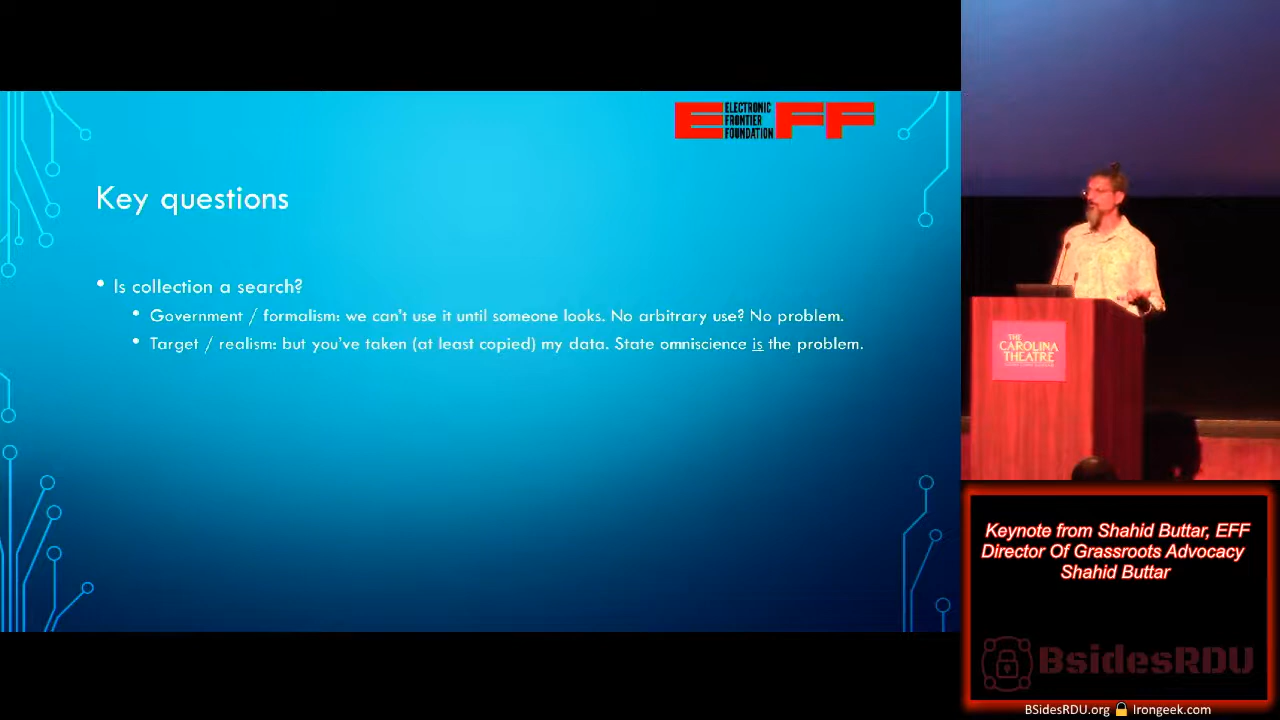 ELECTRONIC
FRONTIER
FOUNDATION
EFF
Key questions
• Is collection a search?
• Government / formalism: we can't use it until someone looks. No arbitrary use? No problem.
• Target / realism: but you've taken (at least copied) my data. State omniscience is the problem.
THE
CAROLINA
THEATRE
Keynote from Shahid Buttar, EFF
Director Of Grassroots Advocacy
Shahid Buttar
BsidesRDU
BSidesRDU.org Irongeek.com